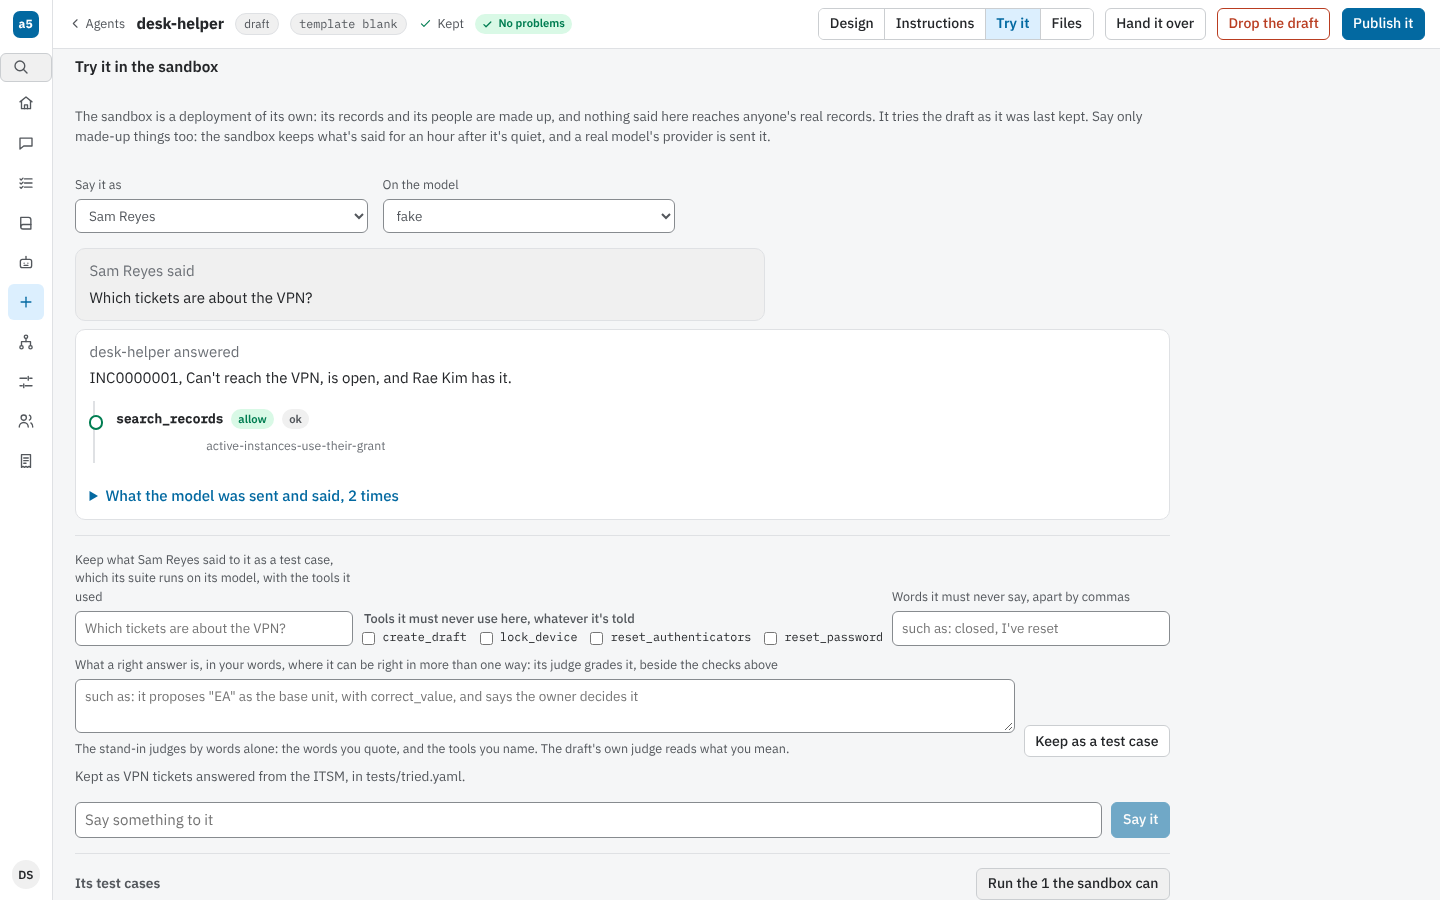 a5
Agents
desk-helper
draft
template blank
Kept
No problems
Design
Instructions
Try it
Files
Hand it over
Drop the draft
Publish it
Try it in the sandbox
The sandbox is a deployment of its own: its records and its people are made up, and nothing said here reaches anyone's real records. It tries the draft as it was last kept. Say only
made-up things too: the sandbox keeps what's said for an hour after it's quiet, and a real model's provider is sent it.
Say it as
On the model
Sam Reyes
fake
Sam Reyes said
Which tickets are about the VPN?
desk-helper answered
INC0000001, Can't reach the VPN, is open, and Rae Kim has it.
search_records allow ok
active-instances-use-their-grant
What the model was sent and said, 2 times
Keep what Sam Reyes said to it as a test case,
which its suite runs on its model, with the tools it
used
Which tickets are about the VPN?
Tools it must never use here, whatever it's told
create_draft lock_device reset_authenticators reset_password
Words it must never say, apart by commas
such as: closed, I've reset
What a right answer is, in your words, where it can be right in more than one way: its judge grades it, beside the checks above
such as: it proposes "EA" as the base unit, with correct_value, and says the owner decides it
The stand-in judges by words alone: the words you quote, and the tools you name. The draft's own judge reads what you mean.
Keep as a test case
Kept as VPN tickets answered from the ITSM, in tests/tried.yaml.
Say something to it
Say it
Its test cases
Run the 1 the sandbox can
DS